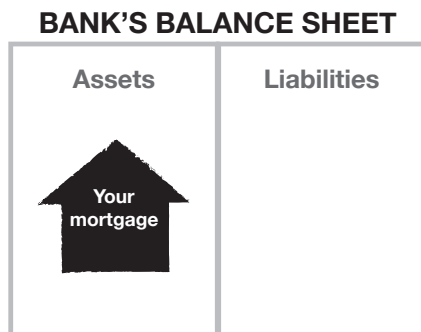 BANK’S BALANCE SHEET
Assets
Liabilities
Your
mortgage